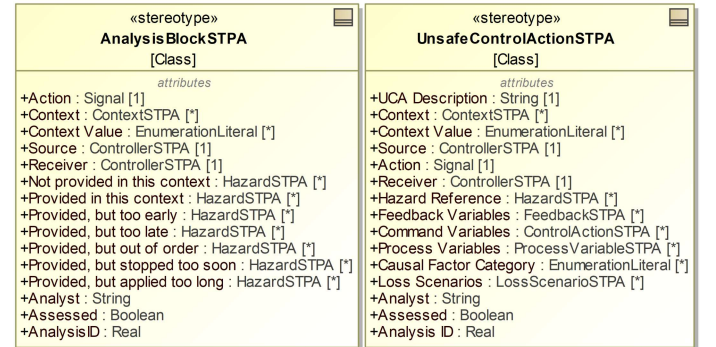 «stereotype»
AnalysisBlockSTPA
[Class]
attributes
+Action : Signal [1]
+Context : ContextSTPA [*]
+Context Value : EnumerationLiteral [*]
+Source : ControllerSTPA [1]
+Receiver : ControllerSTPA [1]
+Not provided in this context : HazardSTPA [*]
+Provided in this context : HazardSTPA [*]
+Provided, but too early : HazardSTPA [*]
+Provided, but too late : HazardSTPA [*]
+Provided, but out of order : HazardSTPA [*]
+Provided, but stopped too soon : HazardSTPA [*]
+Provided, but applied too long : HazardSTPA [*]
+Analyst : String
+Assessed : Boolean
+AnalysisID : Real
«stereotype»
UnsafeControlActionSTPA
[Class]
attributes
+UCA Description : String [1]
+Context : ContextSTPA [*]
+Context Value : EnumerationLiteral [*]
+Source : ControllerSTPA [1]
+Action : Signal [1]
+Receiver : ControllerSTPA [1]
+Hazard Reference : HazardSTPA [*]
+Feedback Variables : FeedbackSTPA [*]
+Command Variables : ControlActionSTPA [*]
+Process Variables : ProcessVariableSTPA [*]
+Causal Factor Category : EnumerationLiteral [*]
+Loss Scenarios : LossScenarioSTPA [*]
+Analyst : String
+Assessed : Boolean
+Analysis ID : Real